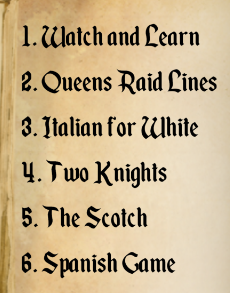 1. Watch and Learn
2. Queens Raid Lines
3. Italian for White
4. Two Knights
5. The Scotch
6. Spanish Game